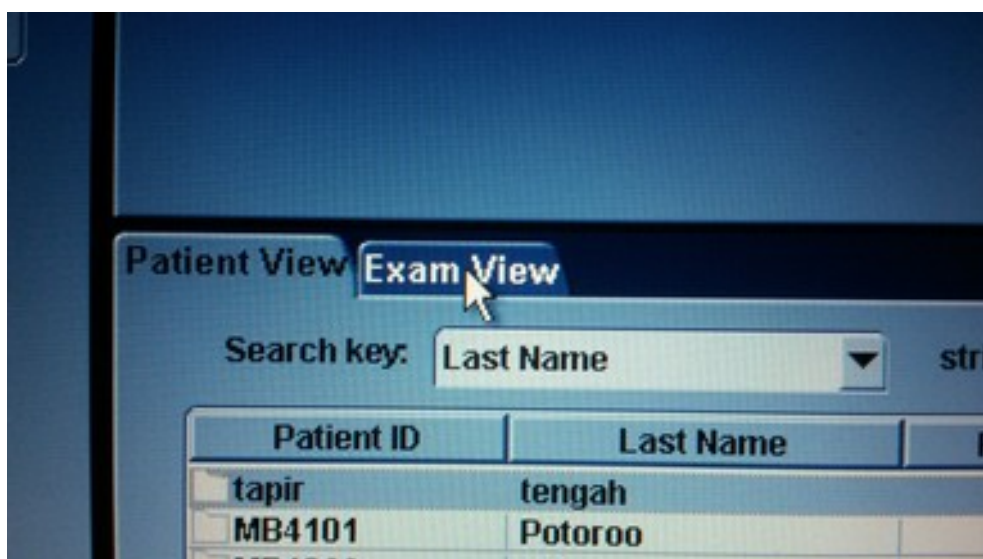 Patient View Exam View
Search key: Last Name
Patient ID Last Name
tapir tengah
MB4101 Potoroo